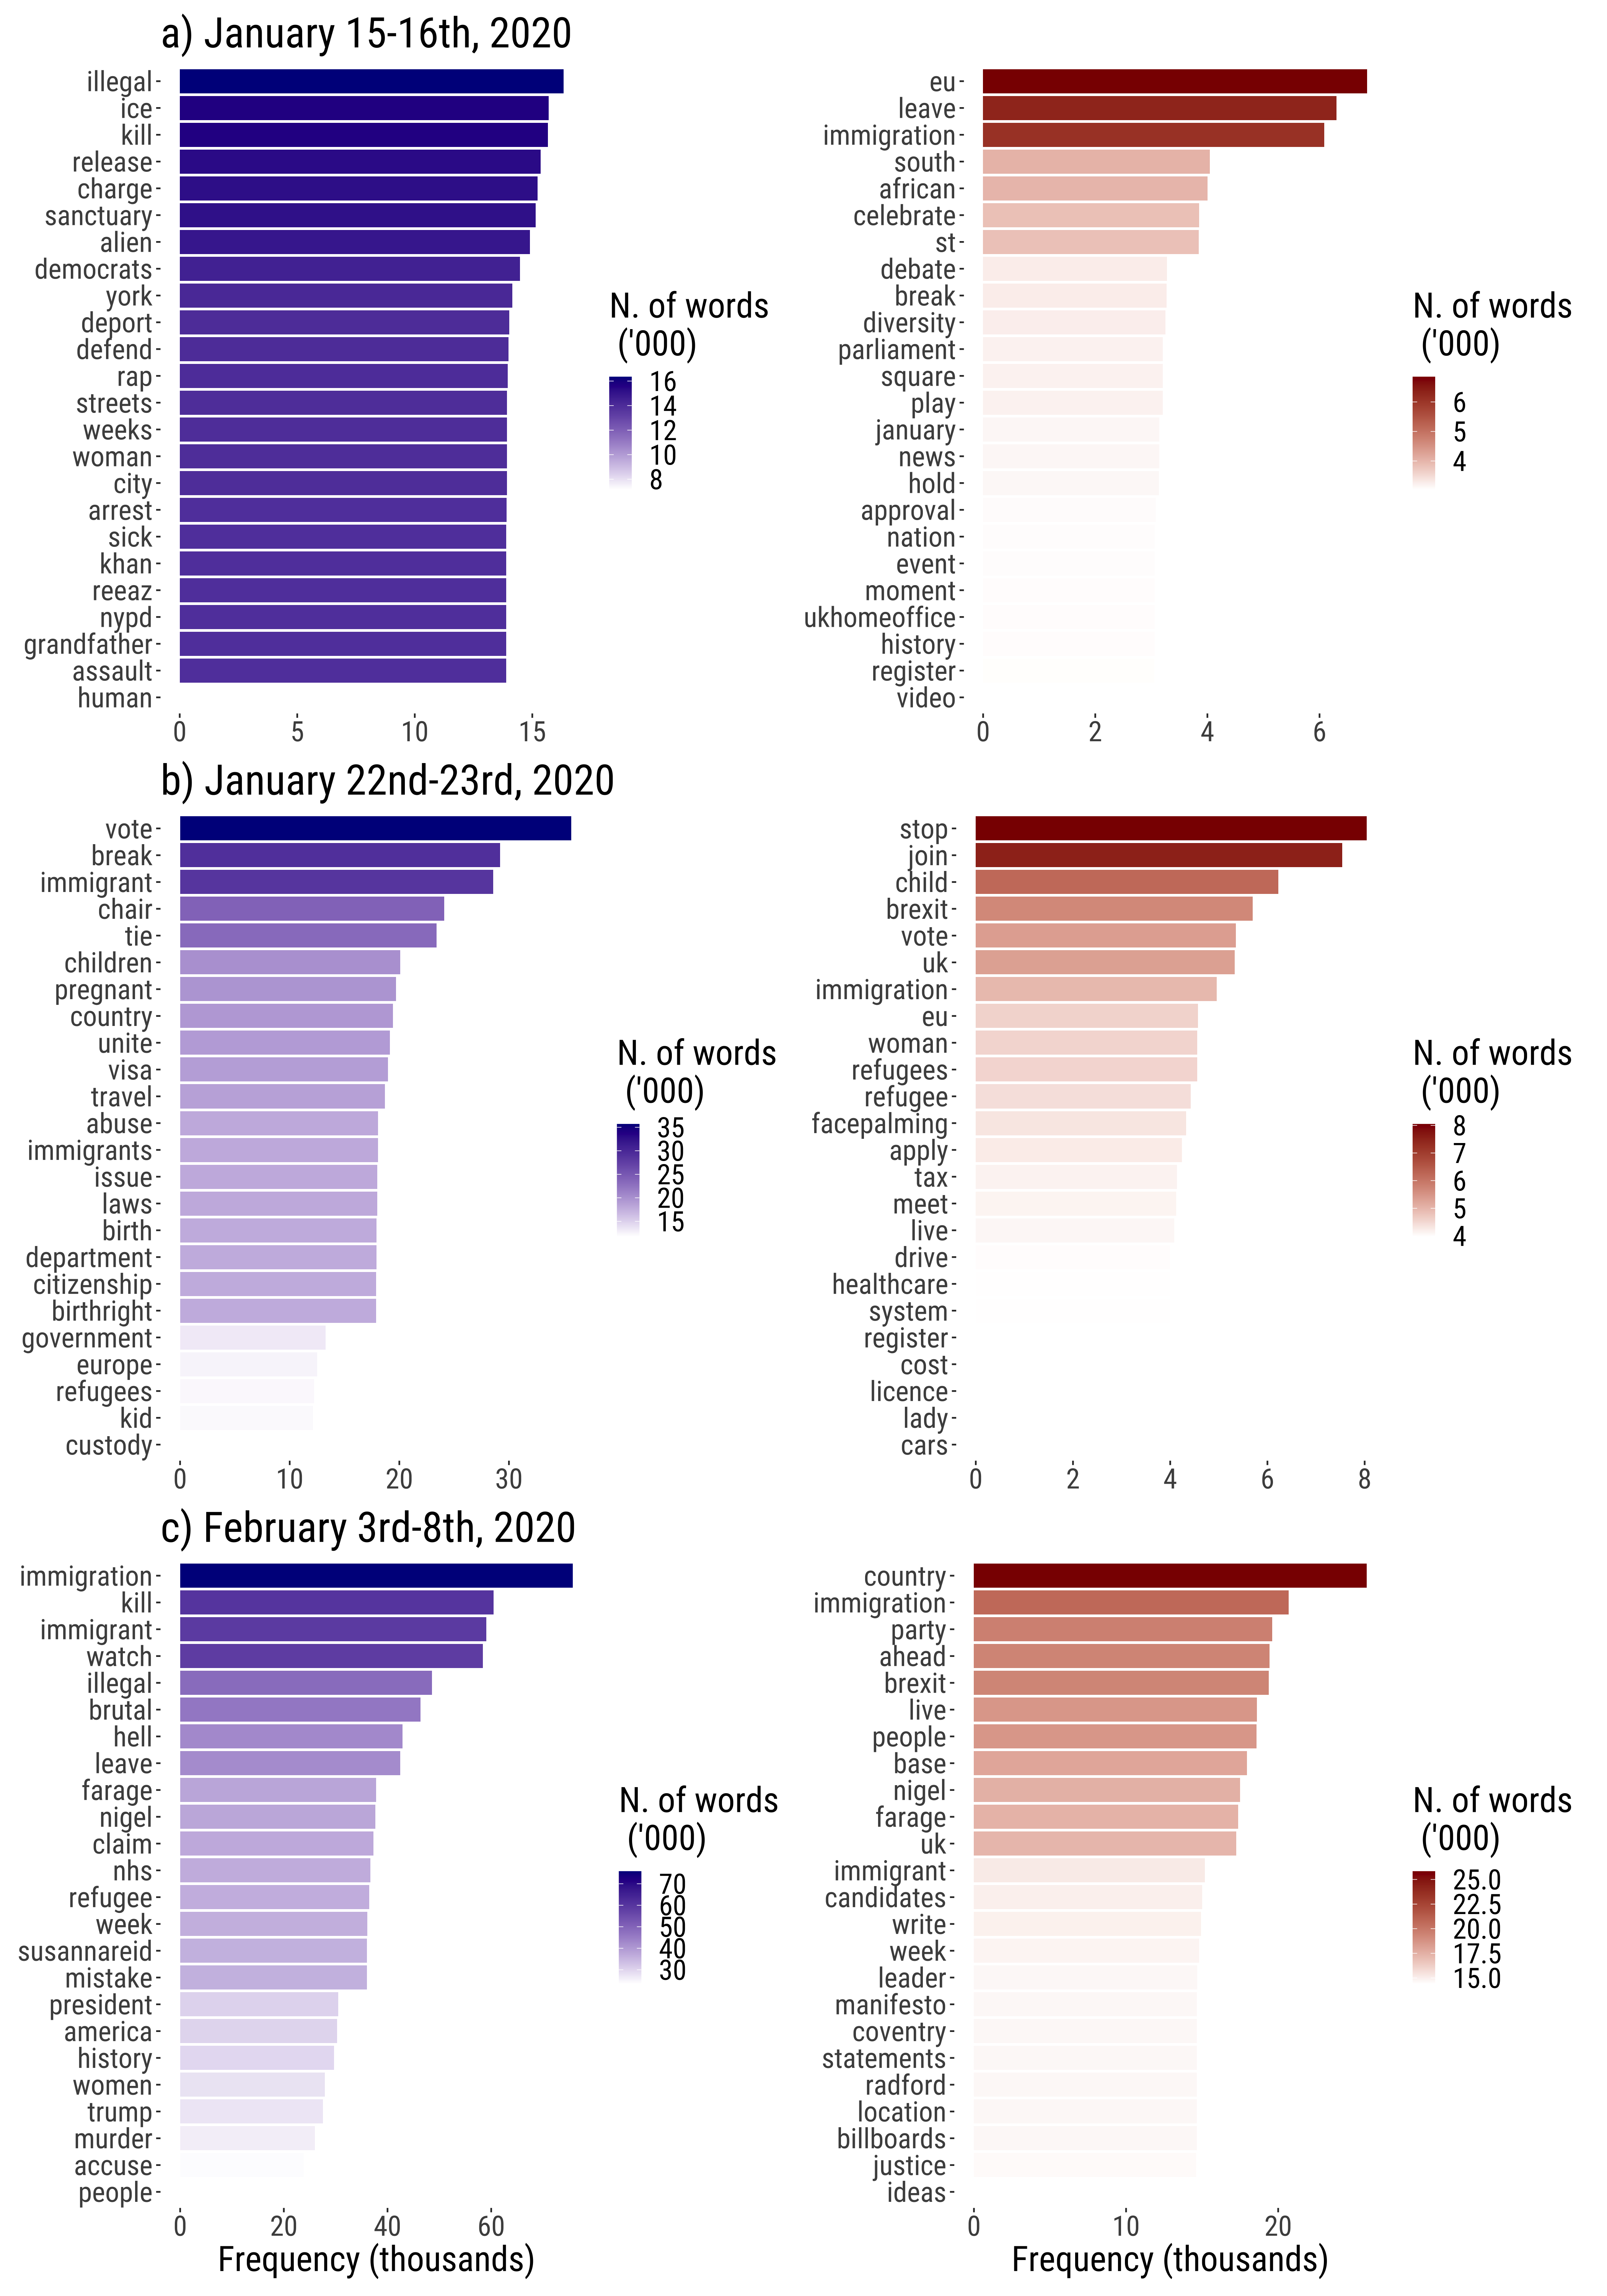 a) January 15-16th, 2020
illegal
ice
kill
release
charge
sanctuary
alien
democrats
york
deport
defend
rap
streets
weeks
woman
city
arrest
sick
khan
reeaz
nypd
grandfather
assault
human
0 5 10 15
N. of words
('000)
16
14
12
10
8
eu
leave
immigration
south
african
celebrate
st
debate
break
diversity
parliament
square
play
january
news
hold
approval
nation
event
moment
ukhomeoffice
history
register
video
0 2 4 6
N. of words
('000)
6
5
4
b) January 22nd-23rd, 2020
vote
break
immigrant
chair
tie
children
pregnant
country
unite
visa
travel
abuse
immigrants
issue
laws
birth
department
citizenship
birthright
government
europe
refugees
kid
custody
0 10 20 30
N. of words
('000)
35
30
25
20
15
stop
join
child
brexit
vote
uk
immigration
eu
woman
refugees
refugee
facepalming
apply
tax
meet
live
drive
healthcare
system
register
cost
licence
lady
cars
0 2 4 6 8
N. of words
('000)
8
7
6
5
4
c) February 3rd-8th, 2020
immigration
kill
immigrant
watch
illegal
brutal
hell
leave
farage
nigel
claim
nhs
refugee
week
susannareid
mistake
president
america
history
women
trump
murder
accuse
people
0 20 40 60
Frequency (thousands)
N. of words
('000)
70
60
50
40
30
country
immigration
party
ahead
brexit
live
people
base
nigel
farage
uk
immigrant
candidates
write
week
leader
manifesto
coventry
statements
radford
location
billboards
justice
ideas
0 10 20
Frequency (thousands)
N. of words
('000)
25.0
22.5
20.0
17.5
15.0